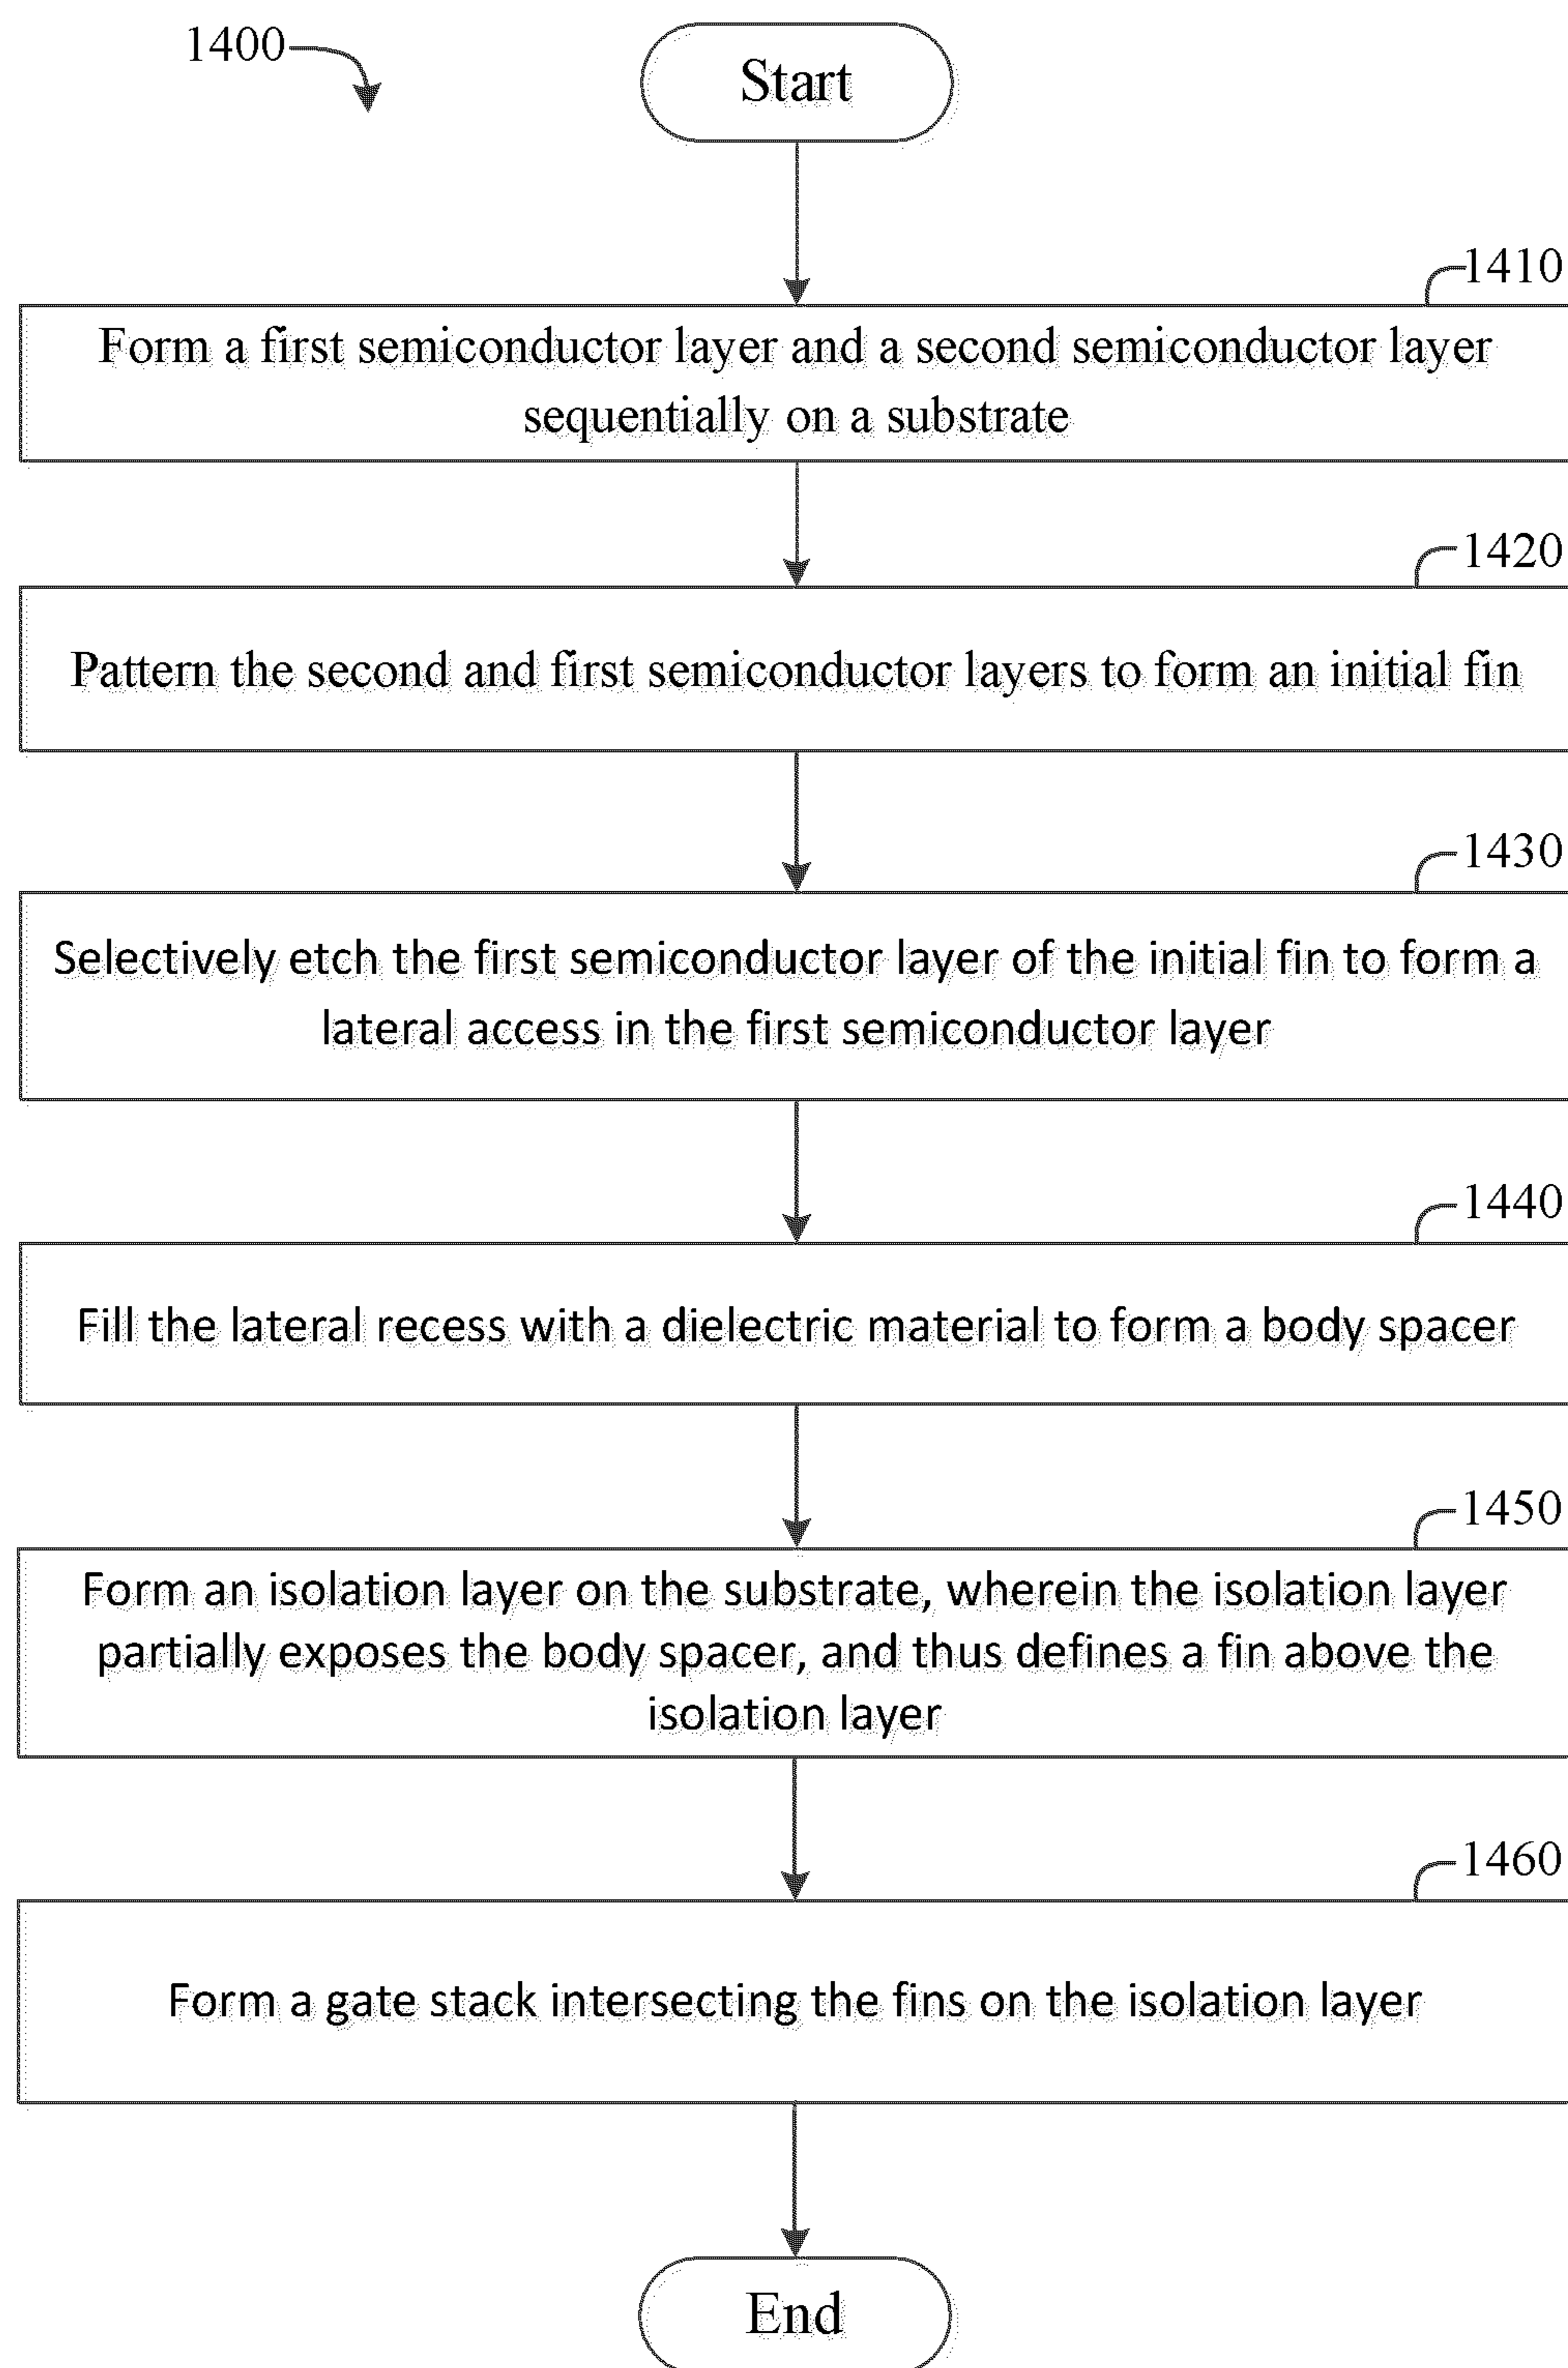 1400
Start
1410
Form a first semiconductor layer and a second semiconductor layer
sequentially on a substrate
1420
Pattern the second and first semiconductor layers to form an initial fin
1430
Selectively etch the first semiconductor layer of the initial fin to form a
lateral access in the first semiconductor layer
1440
Fill the lateral recess with a dielectric material to form a body spacer
1450
Form an isolation layer on the substrate, wherein the isolation layer
partially exposes the body spacer, and thus defines a fin above the
isolation layer
1460
Form a gate stack intersecting the fins on the isolation layer
End